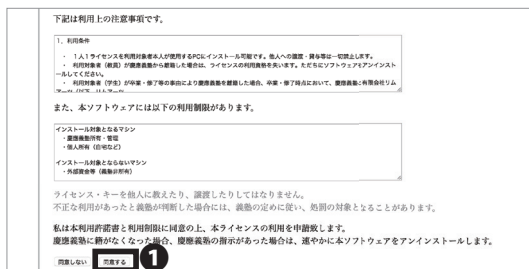 下記は利用上の注意事項です。
1. 利用条件
・ 1人1ライセンスを利用対象者本人が使用するPCにインストール可能です。他人への譲渡・貸与等は一切禁止します。
・ 利用対象者（教員）が慶應義塾から離籍した場合は、ライセンスの利用資格を失います。ただちにソフトウェアをアンインスト
ールしてください。
・ 利用対象者（学生）が卒業・修了等の事由により慶應義塾を離籍した場合、卒業・修了時点において、慶應義塾と有限会社リム
また、本ソフトウェアには以下の利用制限があります。
インストール対象となるマシン
・慶應義塾所有・管理
・個人所有（自宅など）
インストール対象とならないマシン
・外部資金等（義塾非所有）
ライセンス・キーを他人に教えたり、譲渡したりしてはなりません。
不正な利用があったと義塾が判断した場合には、義塾の定めに従い、処罰の対象となることがあります。
私は本利用許諾書と利用制限に同意の上、本ライセンスの利用を申請致します。
慶應義塾に籍がなくなった場合、慶應義塾の指示があった場合は、速やかに本ソフトウェアをアンインストールします。
同意しない 同意する 1